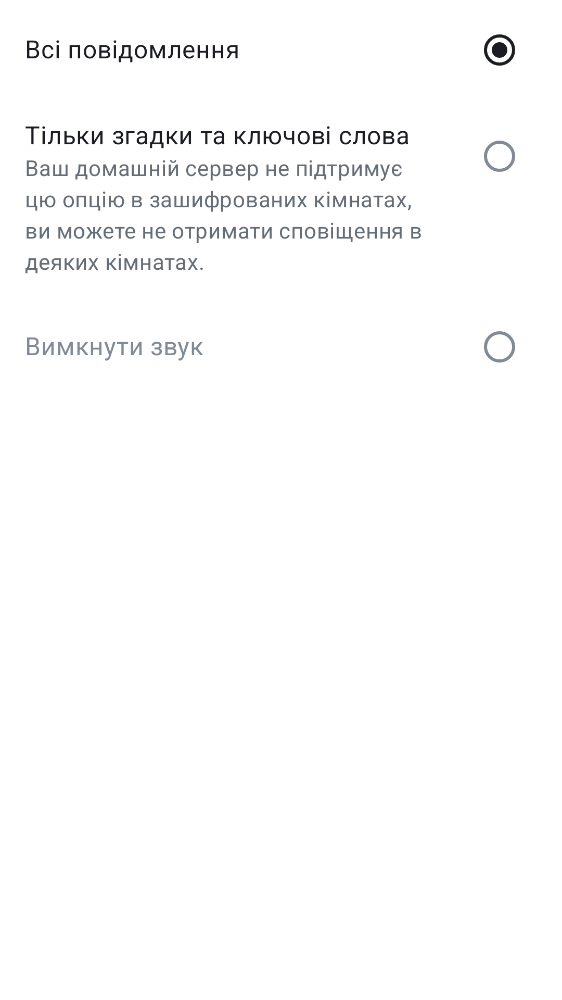 Всі повідомлення
Тільки згадки та ключові слова
Ваш домашній сервер не підтримує
цю опцію в зашифрованих кімнатах,
ви можете не отримати сповіщення в
деяких кімнатах.
Вимкнути звук